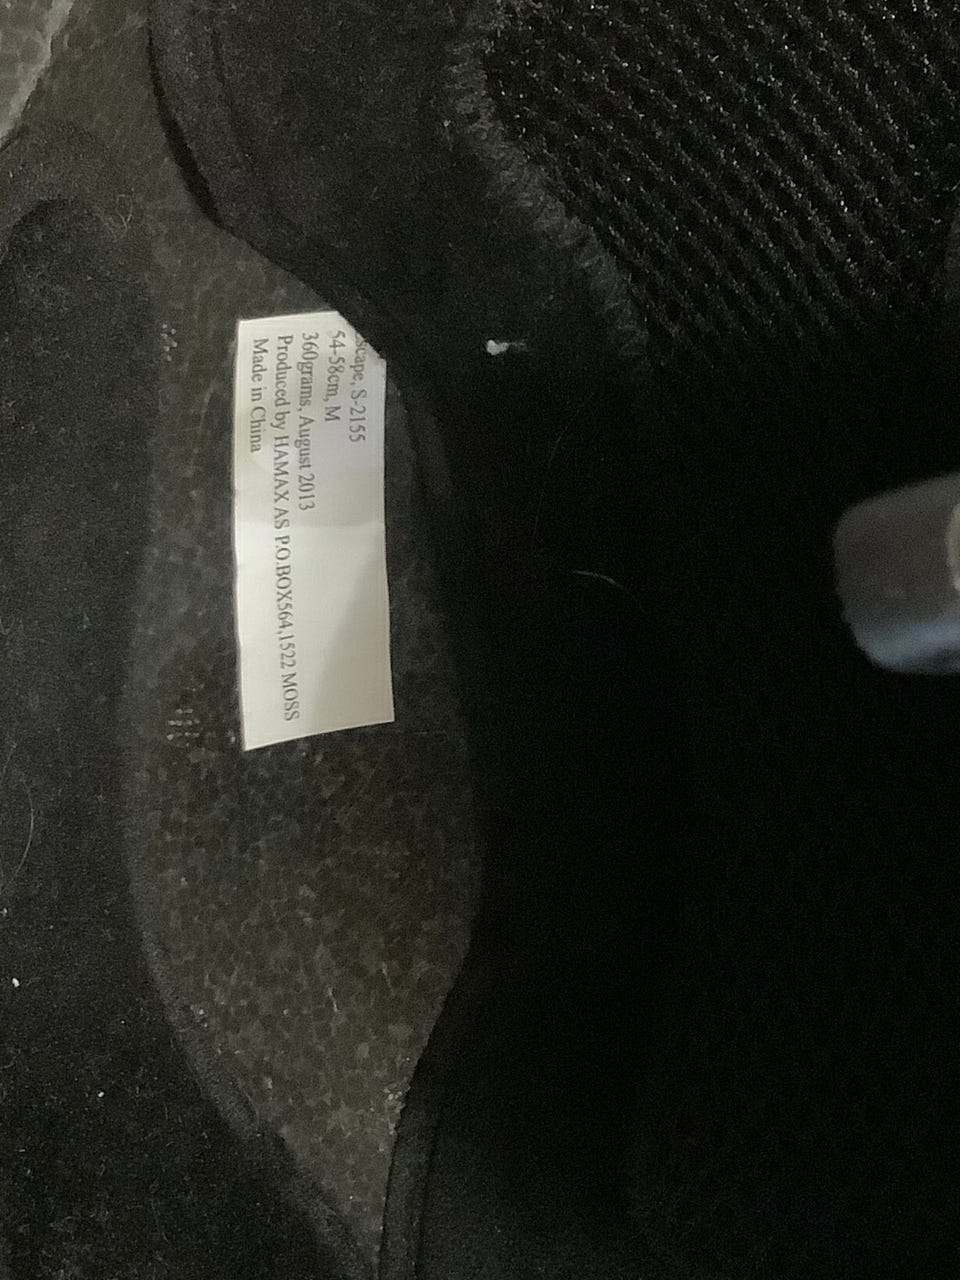 scape, S-2155
54-58cm, M
360grams, August 2013
Produced by HAMAX AS P.O.BOX564,1522 MOSS
Made in China